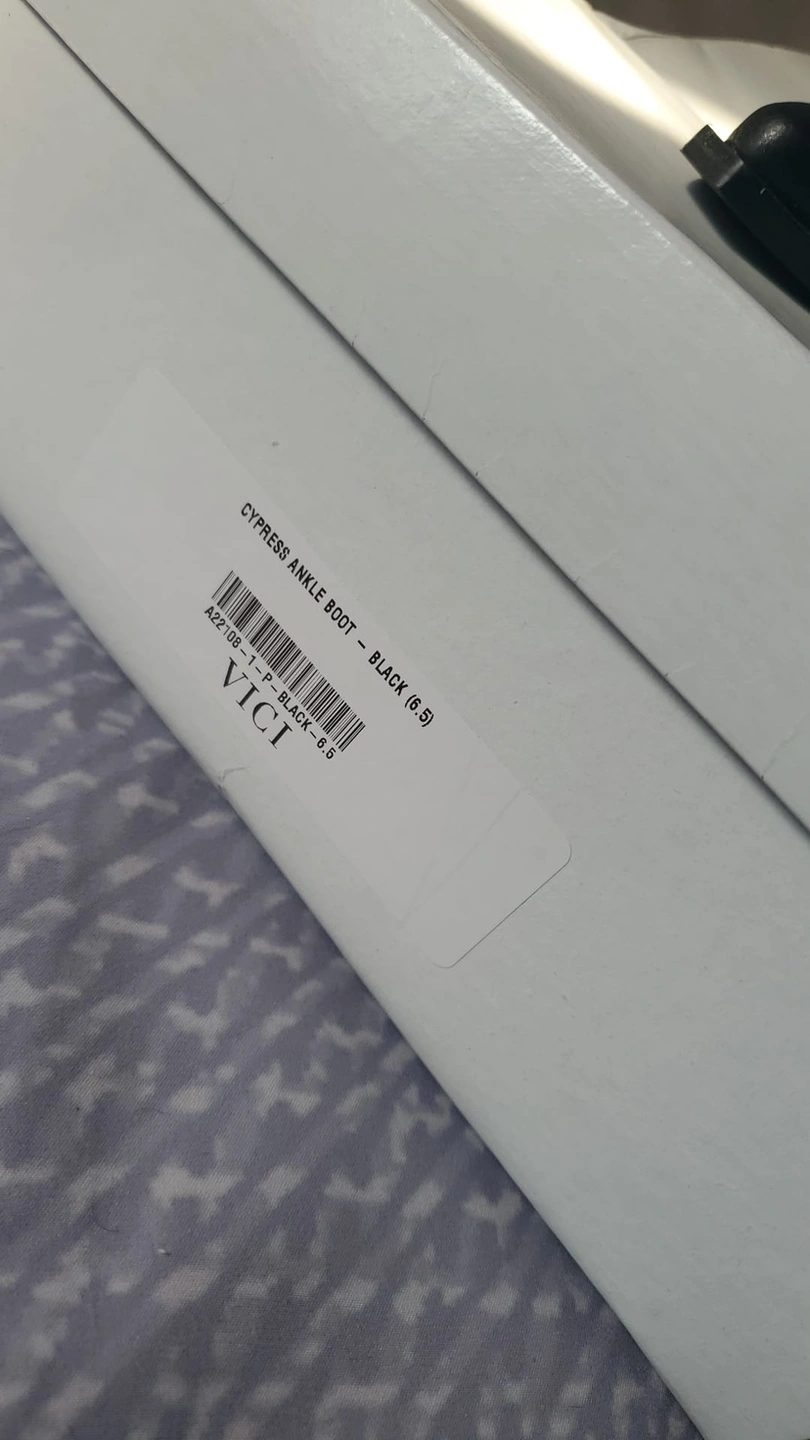 CYPRESS ANKLE BOOT - BLACK (6.5)
A22108-1-P-BLACK-6.5
VICI